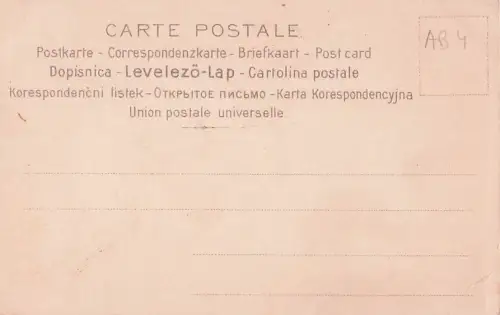 CARTE POSTALE
AB 4
Postkarte - Correspondenzkarte - Briefkaart - Post card
Dopisnica - Levelezõ-Lap - Cartolina postale
Korespondenční lístek - Открытое письмо - Karta Korespondencyjna
Union postale universelle.